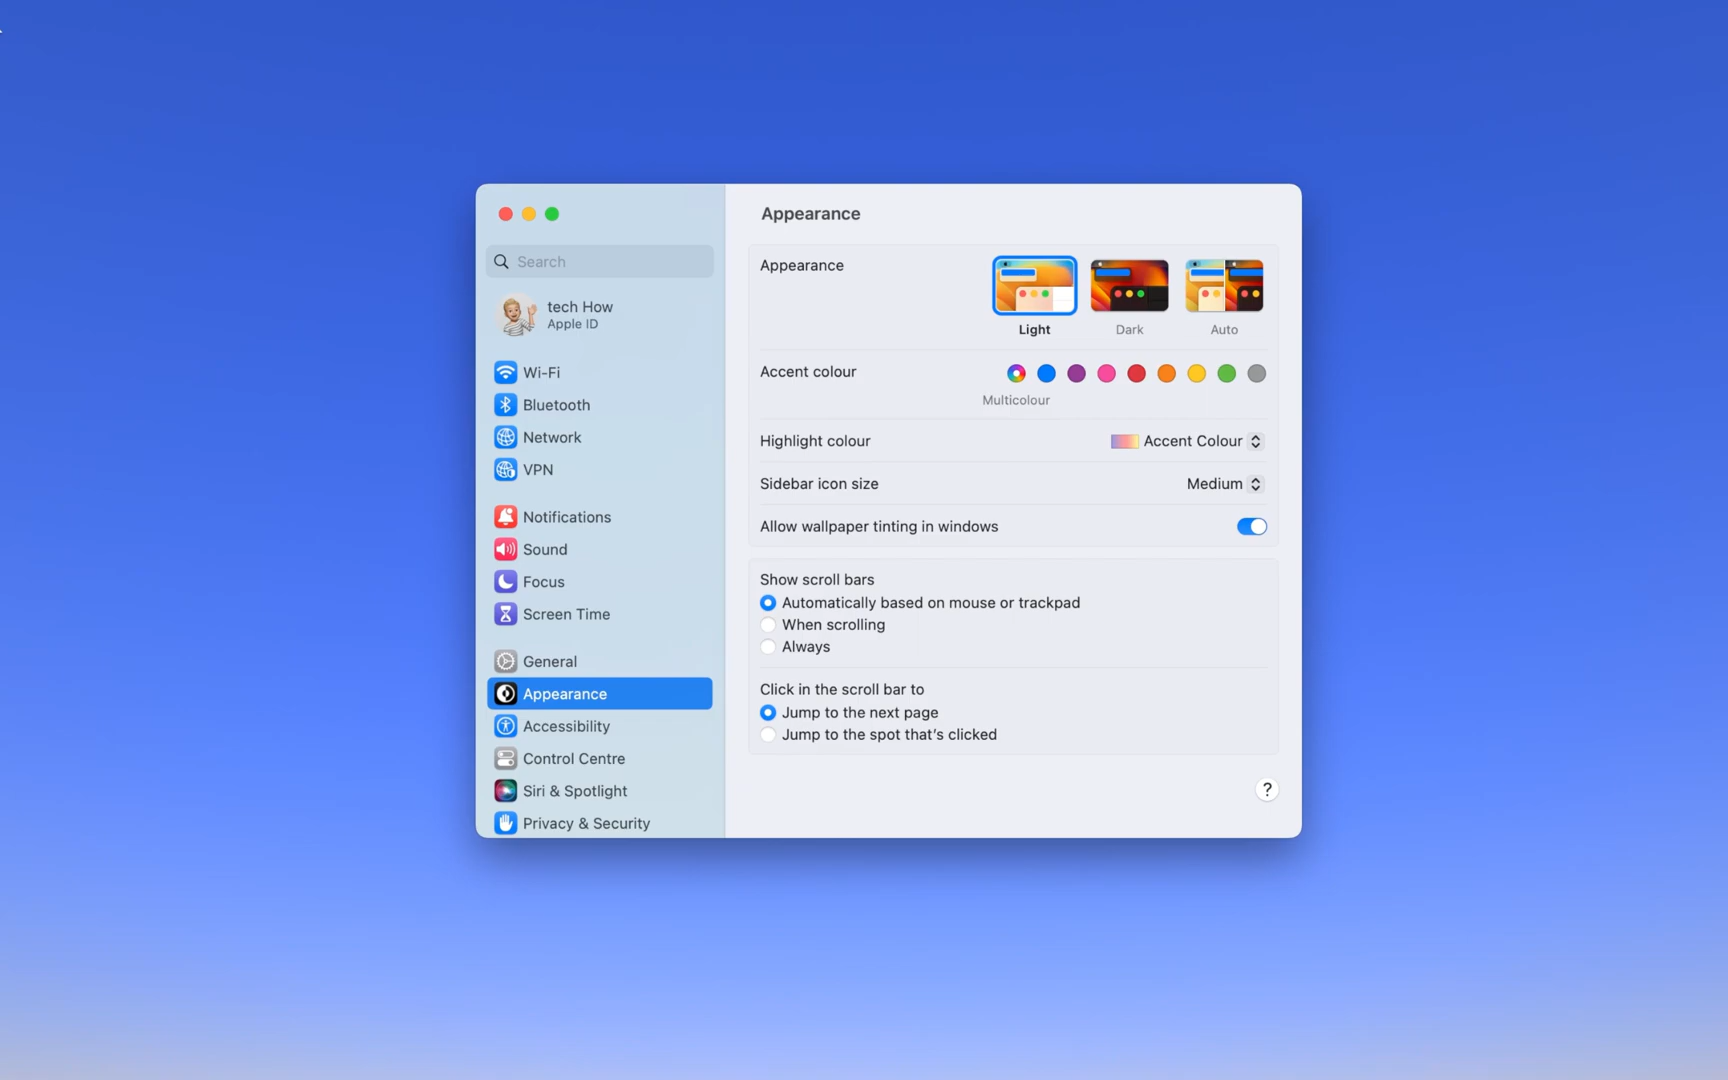 Appearance
Search
tech How
Apple ID
Wi-Fi
Bluetooth
Network
VPN
Notifications
Sound
Focus
Screen Time
General
Appearance
Accessibility
Control Centre
Siri & Spotlight
Privacy & Security
Appearance
Light
Dark
Auto
Accent colour
Multicolour
Highlight colour
Accent Colour
Sidebar icon size
Medium
Allow wallpaper tinting in windows
Show scroll bars
Automatically based on mouse or trackpad
When scrolling
Always
Click in the scroll bar to
Jump to the next page
Jump to the spot that's clicked
?